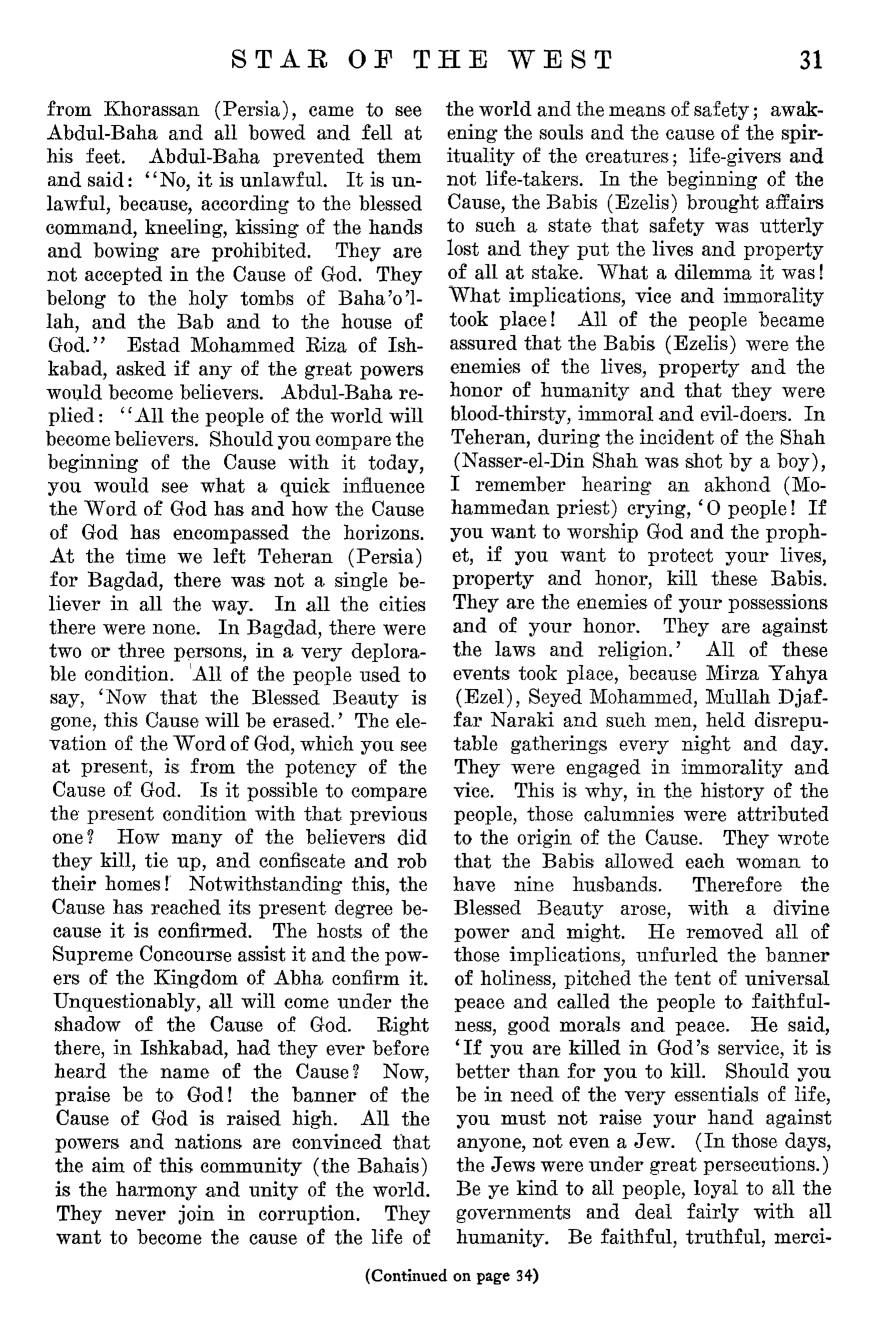 STAR OF THE WEST 31
from Khorassan (Persia), came to see
Abdul-Baha and all bowed and fell at
his feet. Abdul-Baha prevented them
and said: "No, it is unlawful. It is un-
lawful, because, according to the blessed
command, kneeling, kissing of the hands
and bowing are prohibited. They are
not accepted in the Cause of God. They
belong to the holy tombs of Baha'o'l-
lah, and the Bab and to the house of
God." Estad Mohammed Riza of Ish-
kabad, asked if any of the great powers
would become believers. Abdul-Baha re-
plied: "All the people of the world will
become believers. Should you compare the
beginning of the Cause with it today,
you would see what a quick influence
the Word of God has and how the Cause
of God has encompassed the horizons.
At the time we left Teheran (Persia)
for Bagdad, there was not a single be-
liever in all the way. In all the cities
there were none. In Bagdad, there were
two or three persons, in a very deplora-
ble condition. All of the people used to
say, 'Now that the Blessed Beauty is
gone, this Cause will be erased.' The ele-
vation of the Word of God, which you see
at present, is from the potency of the
Cause of God. Is it possible to compare
the present condition with that previous
one? How many of the believers did
they kill, tie up, and confiscate and rob
their homes! Notwithstanding this, the
Cause has reached its present degree be-
cause it is confirmed. The hosts of the
Supreme Concourse assist it and the pow-
ers of the Kingdom of Abha confirm it.
Unquestionably, all will come under the
shadow of the Cause of God. Right
there, in Ishkabad, had they ever before
heard the name of the Cause? Now,
praise be to God! the banner of the
Cause of God is raised high. All the
powers and nations are convinced that
the aim of this community (the Bahais)
is the harmony and unity of the world.
They never join in corruption. They
want to become the cause of the life of
the world and the means of safety; awak-
ening the souls and the cause of the spir-
ituality of the creatures; life-givers and
not life-takers. In the beginning of the
Cause, the Babis (Ezelis) brought affairs
to such a state that safety was utterly
lost and they put the lives and property
of all at stake. What a dilemma it was!
What implications, vice and immorality
took place! All of the people became
assured that the Babis (Ezelis) were the
enemies of the lives, property and the
honor of humanity and that they were
blood-thirsty, immoral and evil-doers. In
Teheran, during the incident of the Shah
(Nasser-el-Din Shah was shot by a boy),
I remember hearing an akhond (Mo-
hammedan priest) crying, 'O people! If
you want to worship God and the proph-
et, if you want to protect your lives,
property and honor, kill these Babis.
They are the enemies of your possessions
and of your honor. They are against
the laws and religion.' All of these
events took place, because Mirza Yahya
(Ezel), Seyed Mohammed, Mullah Djaf-
far Naraki and such men, held disrepu-
table gatherings every night and day.
They were engaged in immorality and
vice. This is why, in the history of the
people, those calumnies were attributed
to the origin of the Cause. They wrote
that the Babis allowed each woman to
have nine husbands. Therefore the
Blessed Beauty arose, with a divine
power and might. He removed all of
those implications, unfurled the banner
of holiness, pitched the tent of universal
peace and called the people to faithful-
ness, good morals and peace. He said,
'If you are killed in God's service, it is
better than for you to kill. Should you
be in need of the very essentials of life,
you must not raise your hand against
anyone, not even a Jew. (In those days,
the Jews were under great persecutions.)
Be ye kind to all people, loyal to all the
governments and deal fairly with all
humanity. Be faithful, truthful, merci-
(Continued on page 34)